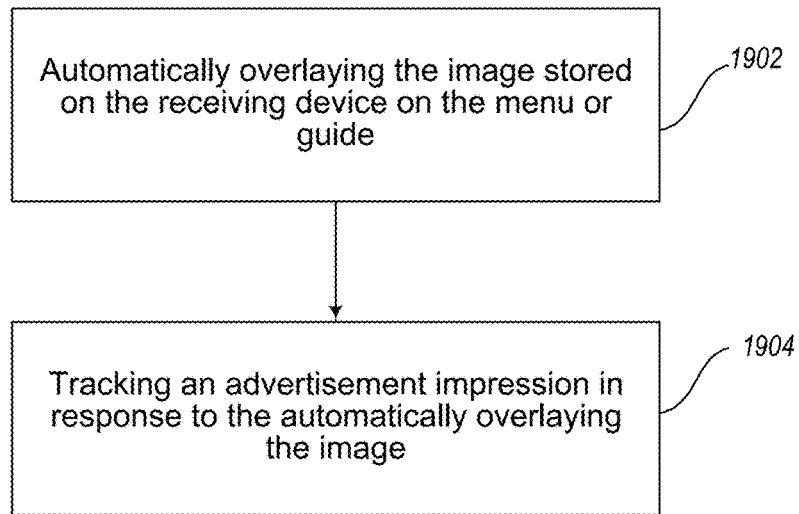 Automatically overlaying the image stored
on the receiving device on the menu or
guide
1902
Tracking an advertisement impression in
response to the automatically overlaying
the image
1904